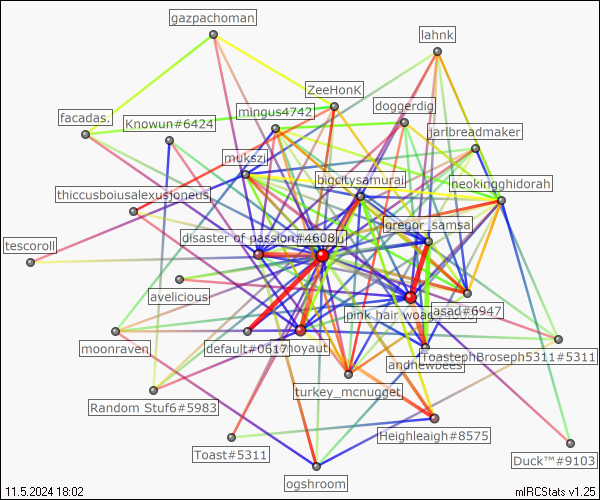 gazpachoman
lahnk
ZeeHonK
mingus4742
doggerdig
facadas.
Knowun#6424
jarlbreadmaker
mukszi
bigcitysamurai
neokingghidorah
thiccusboiusalexusjoneus
gregor_samsa
disaster of passion#4608
tescoroll
avelicious
pink hair
asad#6947
moonraven
default#0617
ToastephBroseph5311#5311
andnewbees
turkey_mcnugget
Random Stuf6#5983
Heighleaigh#8575
Toast#5311
Duck™#9103
ogshroom
11.5.2024 18:02
mIRCStats v1.25